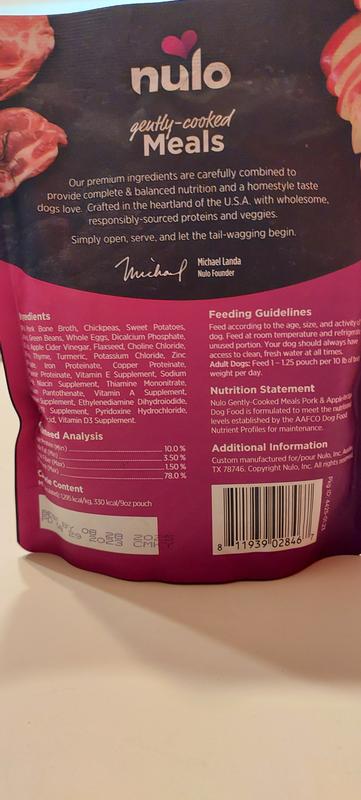 nulo
gently-cooked
Meals
Our premium ingredients are carefully combined to
provide complete & balanced nutrition and a homestyle taste
dogs love. Crafted in the heartland of the U.S.A. with wholesome,
responsibly-sourced proteins and veggies.
Simply open, serve, and let the tail-wagging begin.
Michael
Michael Landa
Nulo Founder
redients
Pork Bone Broth, Chickpeas, Sweet Potatoes,
Green Beans, Whole Eggs, Dicalcium Phosphate,
Apple Cider Vinegar, Flaxseed, Choline Chloride,
Thyme, Turmeric, Potassium Chloride, Zinc
Iron Proteinate, Copper Proteinate,
Proteinate, Vitamin E Supplement, Sodium
Niacin Supplement, Thiamine Mononitrate,
Pantothenate, Vitamin A Supplement,
Supplement, Ethylenediamine Dihydroiodide,
Supplement, Pyridoxine Hydrochloride,
Vitamin D3 Supplement.
Analysis
10.0 %
3.50 %
1.50 %
78.0 %
Content
1,295 kcal/kg, 330 kcal/9oz pouch
Feeding Guidelines
Feed according to the age, size, and activity of
dog. Feed at room temperature and refrigerate
unused portion. Your dog should always have
access to clean, fresh water at all times.
Adult Dogs: Feed 1 – 1.25 pouch per 10 lb of
weight per day.
Nutrition Statement
Nulo Gently-Cooked Meals Pork &
Dog Food is formulated to meet the
levels established by the AAFCO Dog Food
Nutrient Profiles for maintenance.
Additional Information
Custom manufactured for/pour Nulo, Inc.
TX 78746. Copyright Nulo, Inc. All rights
8 11939 02846 7